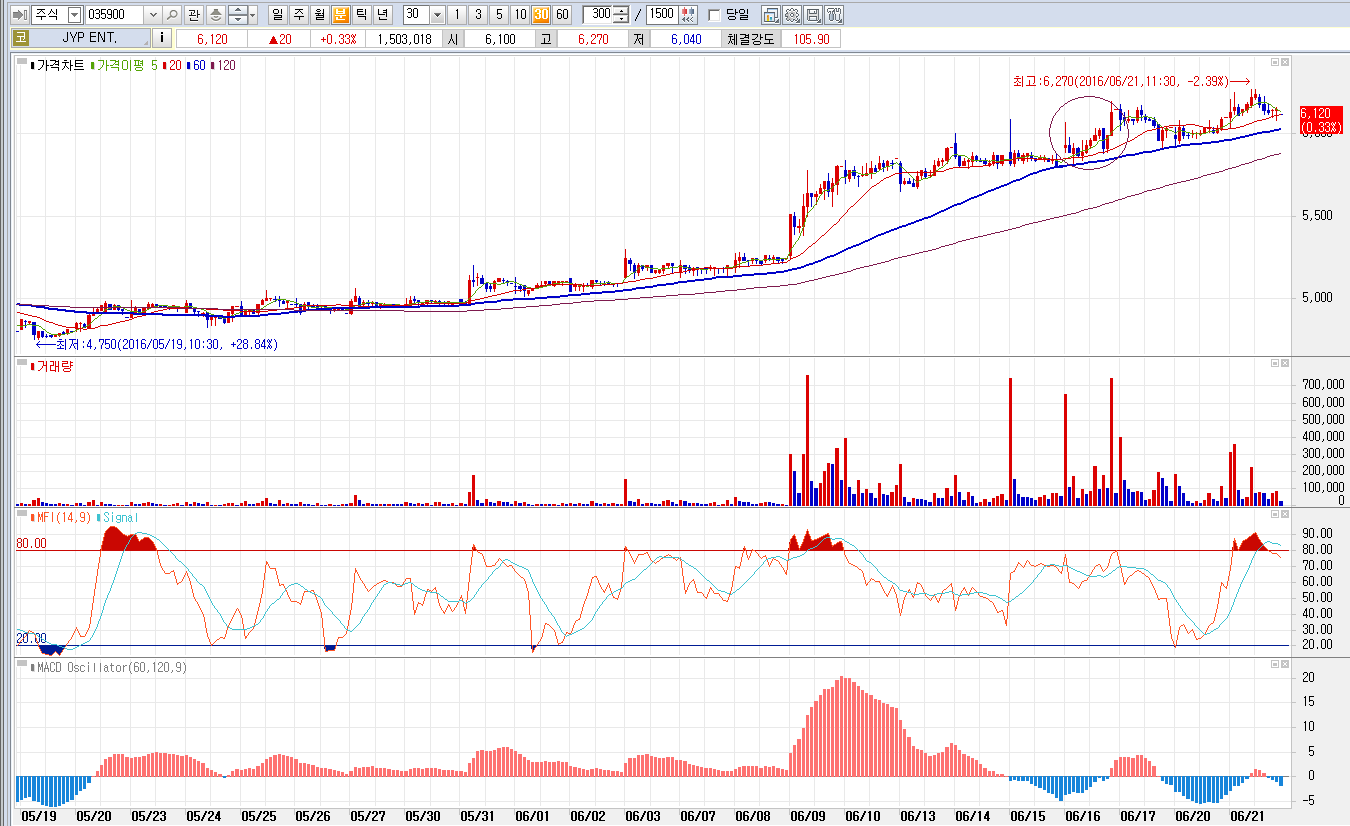 주식 035900 관 일 주 월 분 틱 년 30 1 3 5 10 30 60 300 / 1500 당일
코 JYP ENT. i 6,120 ▲20 +0.33% 1,503,018 시 6,100 고 6,270 저 6,040 체결강도 105.90
가격차트 가격이평 5 20 60 120
최고:6,270(2016/06/21,11:30, -2.39%)
6,120
(0.33%)
5,500
5,000
최저:4,750(2016/05/19,10:30, +28.84%)
거래량
700,000
600,000
500,000
400,000
300,000
200,000
100,000
0
MFI(14,9) Signal
90.00
80.00 80.00
70.00
60.00
50.00
40.00
30.00
20.00 20.00
MACD Oscillator(60,120,9)
20
15
10
5
0
-5
05/19 05/20 05/23 05/24 05/25 05/26 05/27 05/30 05/31 06/01 06/02 06/03 06/07 06/08 06/09 06/10 06/13 06/14 06/15 06/16 06/17 06/20 06/21